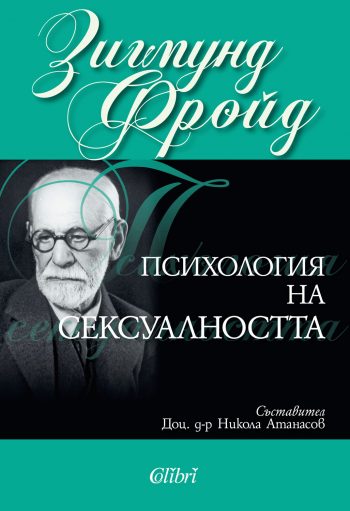 Зигмунд
Фройд
ПСИХОЛОГИЯ
НА
СЕКСУАЛНОСТТА
Съставител
Доц. д-р Никола Атанасов
Colibri